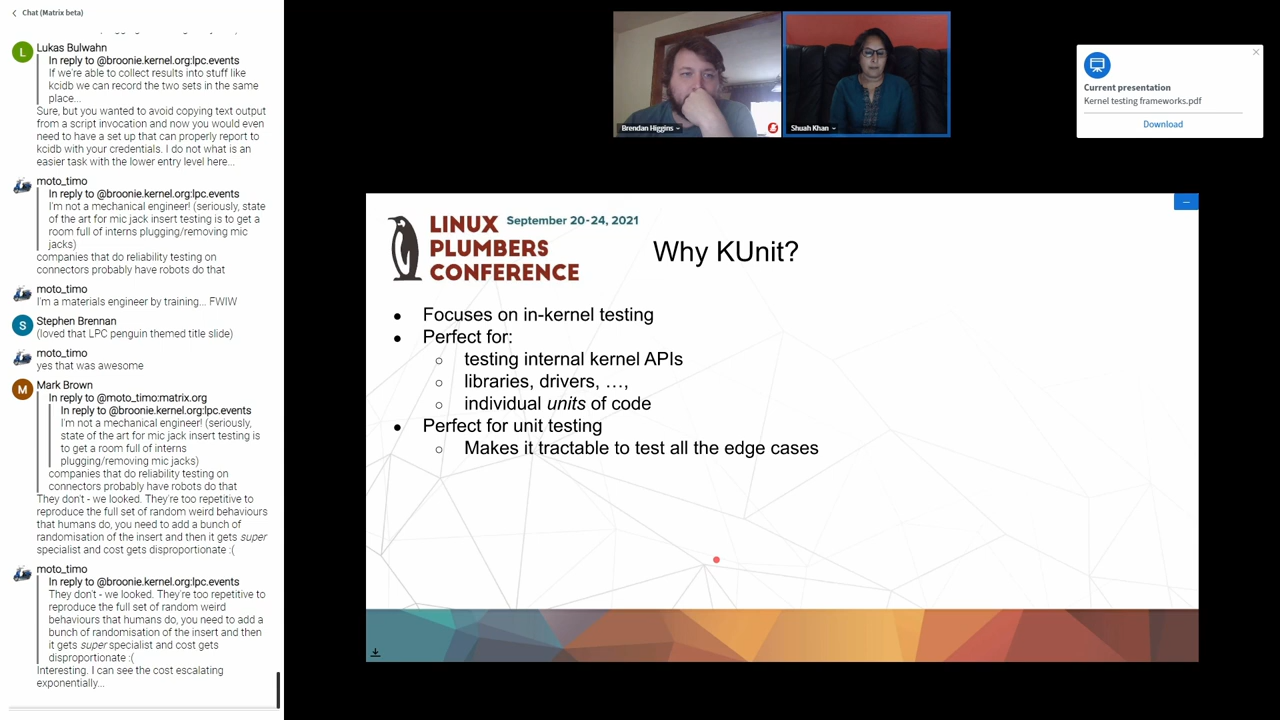 Chat (Matrix beta)
L
Lukas Bulwahn
In reply to @broonie.kernel.org:lpc.events
If we're able to collect results into stuff like
kcidb we can record the two sets in the same
place...
Sure, but you wanted to avoid copying text output
from a script invocation and now you would even
need to have a set up that can properly report to
kcidb with your credentials. I do not what is an
easier task with the lower entry level here...
moto_timo
In reply to @broonie.kernel.org:lpc.events
I'm not a mechanical engineer! (seriously, state
of the art for mic jack insert testing is to get a
room full of interns plugging/removing mic
jacks)
companies that do reliability testing on
connectors probably have robots do that
moto_timo
I'm a materials engineer by training... FWIW
S
Stephen Brennan
(loved that LPC penguin themed title slide)
moto_timo
yes that was awesome
M
Mark Brown
In reply to @moto_timo:matrix.org
In reply to @broonie.kernel.org:lpc.events
I'm not a mechanical engineer! (seriously,
state of the art for mic jack insert testing is
to get a room full of interns
plugging/removing mic jacks)
companies that do reliability testing on
connectors probably have robots do that
They don't - we looked. They're too repetitive to
reproduce the full set of random weird behaviours
that humans do, you need to add a bunch of
randomisation of the insert and then it gets super
specialist and cost gets disproportionate :(
moto_timo
In reply to @broonie.kernel.org:lpc.events
They don't - we looked. They're too repetitive to
reproduce the full set of random weird
behaviours that humans do, you need to add a
bunch of randomisation of the insert and then
it gets super specialist and cost gets
disproportionate :(
Interesting. I can see the cost escalating
exponentially...
Brendan Higgins
Shuah Khan
Current presentation
Kernel testing frameworks.pdf
Download
LINUX
PLUMBERS
CONFERENCE
September 20-24, 2021
Why KUnit?
● Focuses on in-kernel testing
● Perfect for:
○ testing internal kernel APIs
○ libraries, drivers, …,
○ individual units of code
● Perfect for unit testing
○ Makes it tractable to test all the edge cases